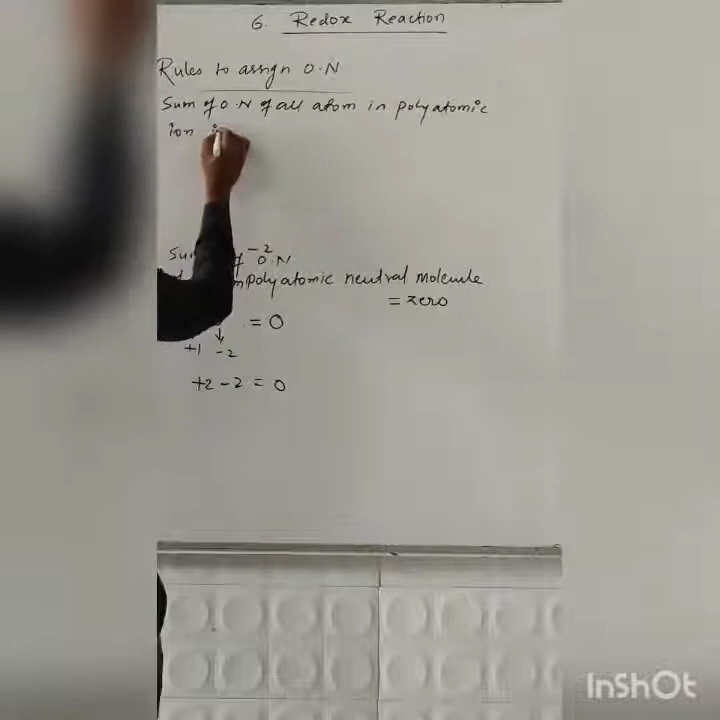 6. Redox Reaction
Rules to assign O.N
Sum of O.N of all atom in polyatomic
ion
-2
O.N
polyatomic neutral molecule
= zero
= 0
+1 -2
+2 - 2 = 0
InShOt